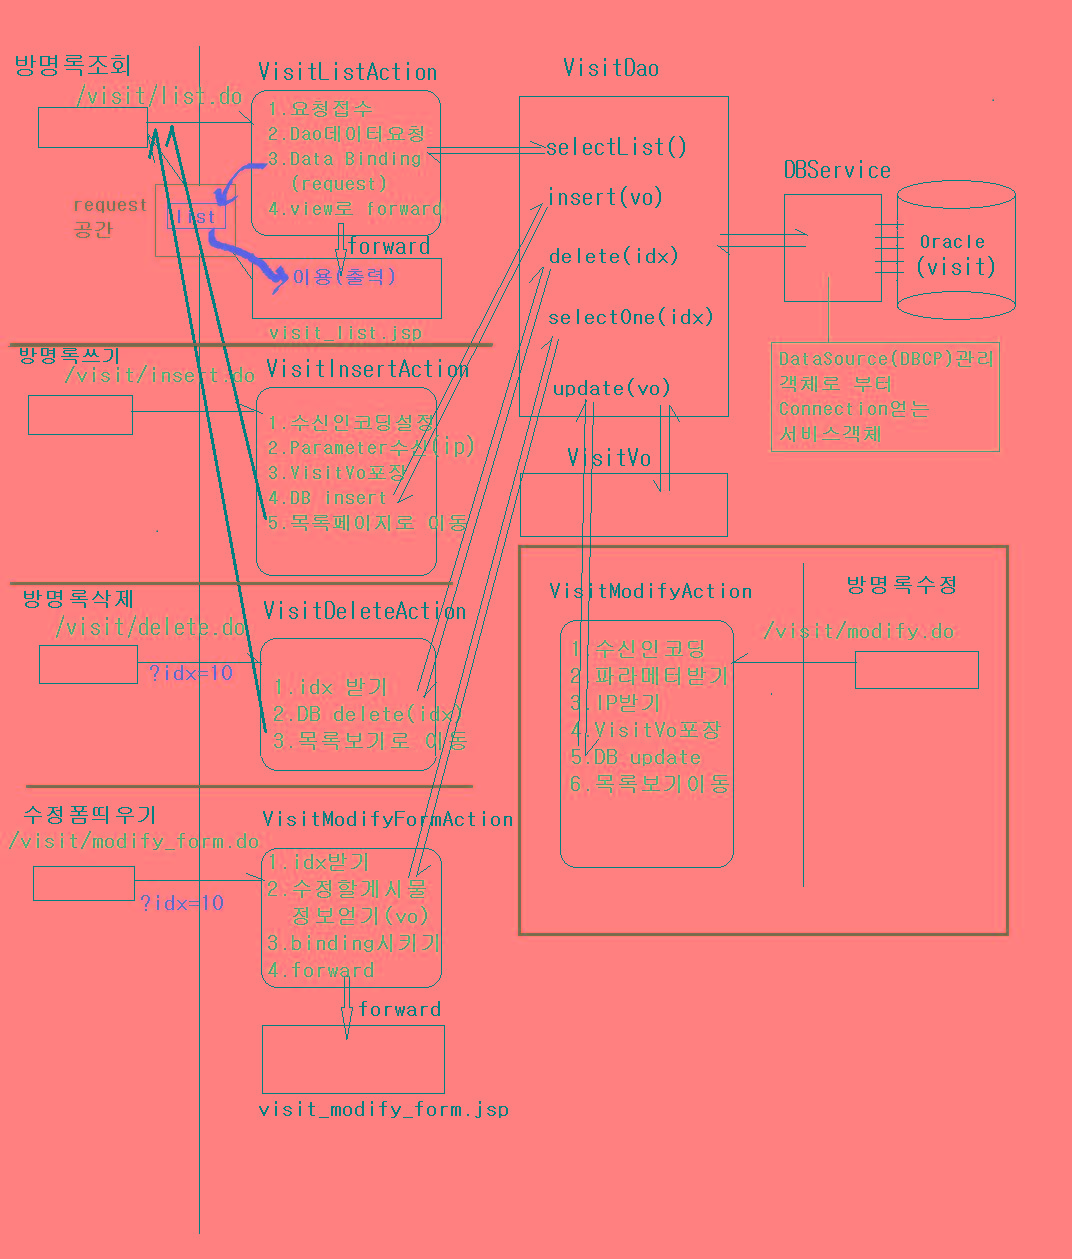 방명록조회
/visit/list.do
VisitListAction
1.요청접수
2.Dao데이터요청
3.Data Binding
(request)
4.view로 forward
request
공간
list
forward
이용(출력)
visit_list.jsp
VisitDao
selectList()
insert(vo)
delete(idx)
selectOne(idx)
update(vo)
DBService
Oracle
(visit)
DataSource(DBCP)관리
객체로 부터
Connection얻는
서비스객체
VisitVo
방명록쓰기
/visit/insert.do
VisitInsertAction
1.수신인코딩설정
2.Parameter수신(ip)
3.VisitVo포장
4.DB insert
5.목록페이지로 이동
방명록삭제
/visit/delete.do
?idx=10
VisitDeleteAction
1.idx 받기
2.DB delete(idx)
3.목록보기로 이동
수정폼띄우기
/visit/modify_form.do
?idx=10
VisitModifyFormAction
1.idx받기
2.수정할게시물
정보얻기(vo)
3.binding시키기
4.forward
forward
visit_modify_form.jsp
VisitModifyAction
1.수신인코딩
2.파라메터받기
3.IP받기
4.VisitVo포장
5.DB update
6.목록보기이동
방명록수정
/visit/modify.do